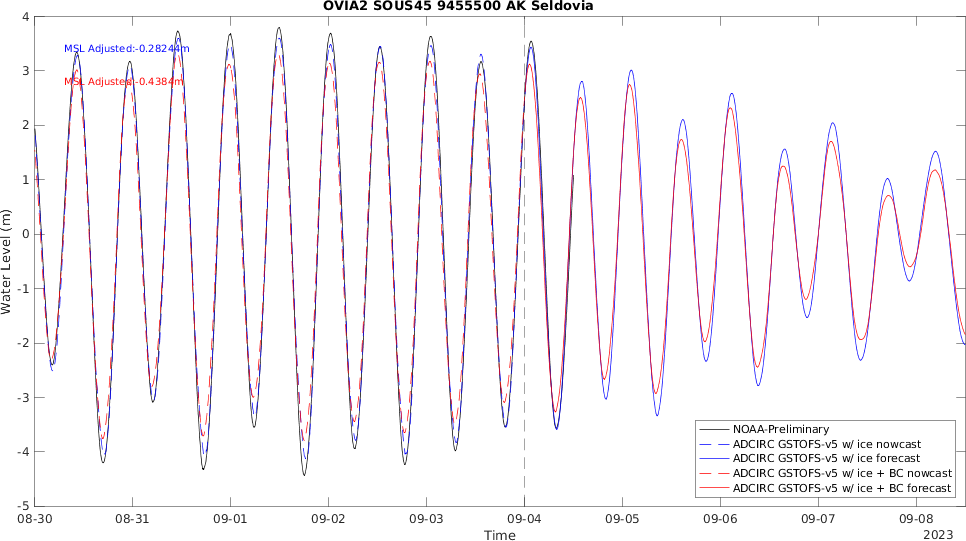 OVIA2 SOUS45 9455500 AK Seldovia
4
3
2
1
0
-1
-2
-3
-4
-5
Water Level (m)
MSL Adjusted:-0.28244m
MSL Adjusted:-0.4384m
NOAA-Preliminary
ADCIRC GSTOFS-v5 w/ ice nowcast
ADCIRC GSTOFS-v5 w/ ice forecast
ADCIRC GSTOFS-v5 w/ ice + BC nowcast
ADCIRC GSTOFS-v5 w/ ice + BC forecast
08-30 08-31 09-01 09-02 09-03 09-04 09-05 09-06 09-07 09-08
Time
2023